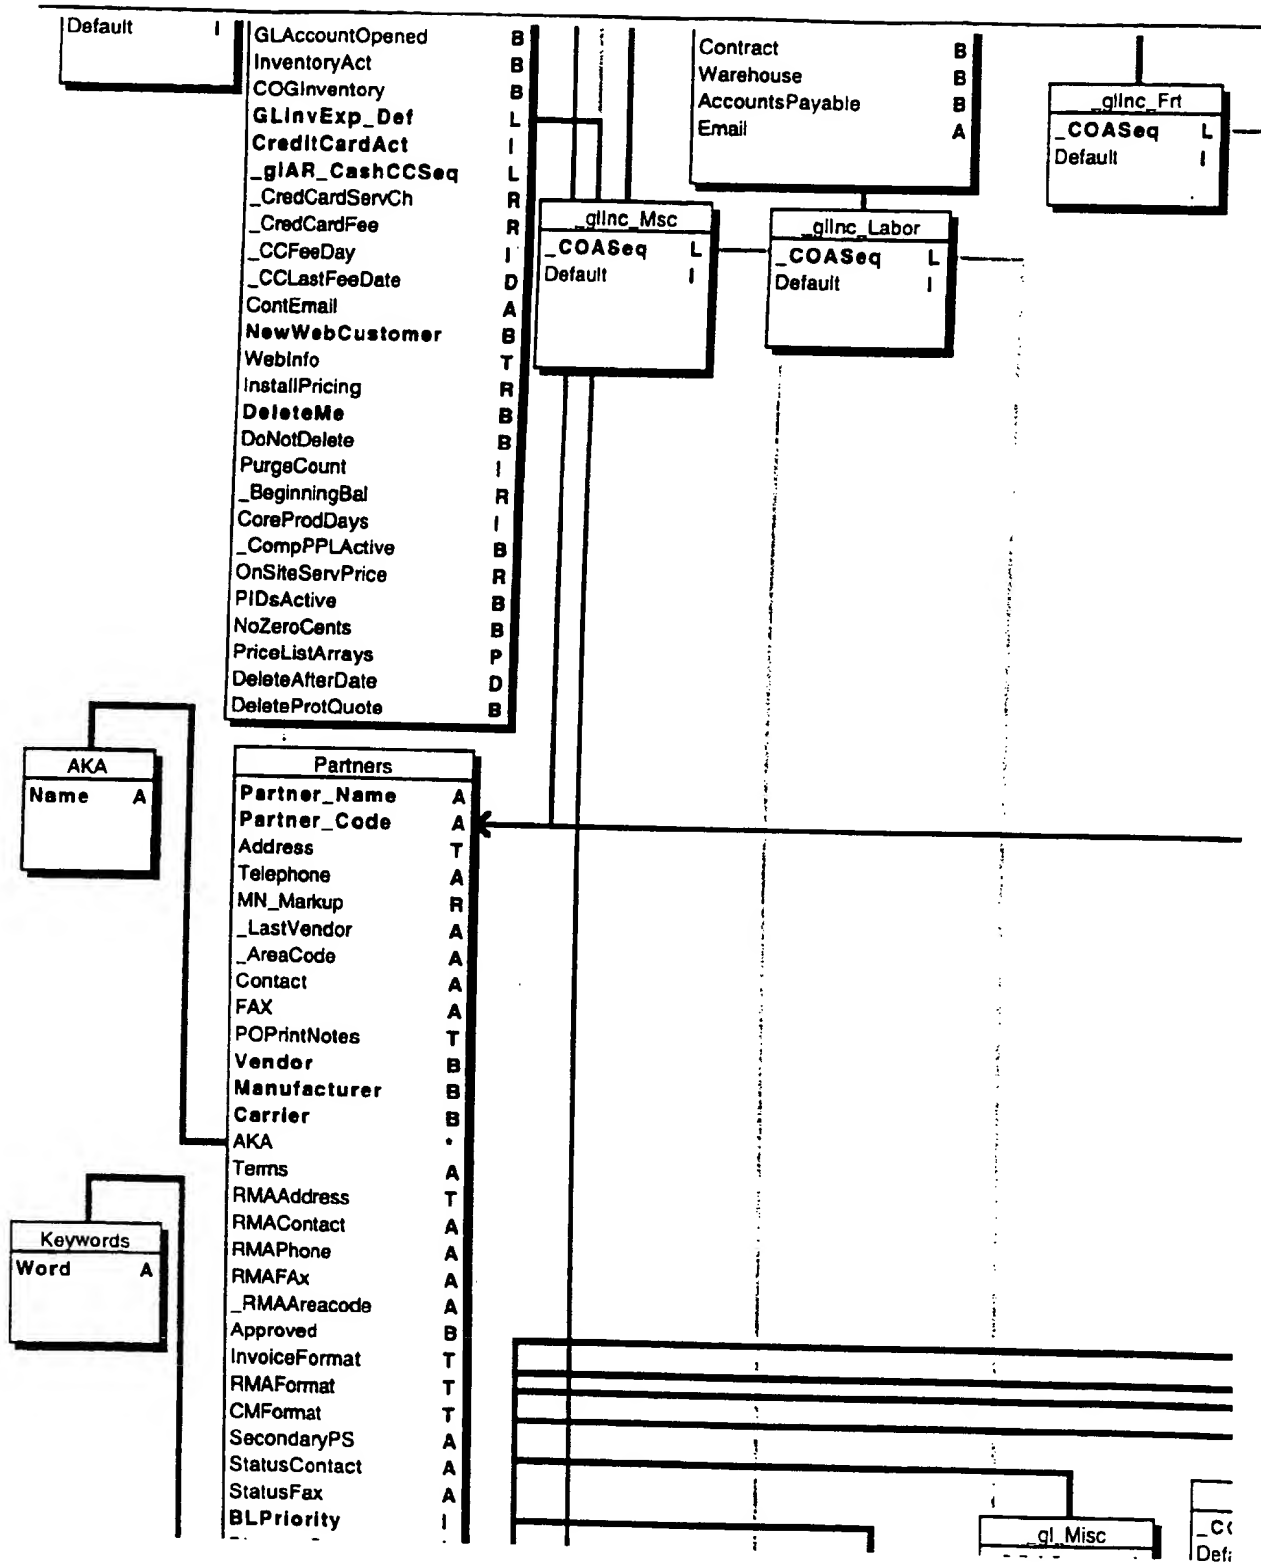 Default I
GLAccountOpened B
InventoryAct B
COGInventory B
GLInvExp_Def L
CreditCardAct I
_glAR_CashCCSeq L
_CredCardServCh R
_CredCardFee R
_CCFeeDay I
_CCLastFeeDate D
ContEmail A
NewWebCustomer B
WebInfo T
InstallPricing R
DeleteMe B
DoNotDelete B
PurgeCount I
_BeginningBal R
CoreProdDays I
_CompPPLActive B
OnSiteServPrice R
PIDsActive B
NoZeroCents B
PriceListArrays P
DeleteAfterDate D
DeleteProtQuote B
Contract B
Warehouse B
AccountsPayable B
Email A
_glInc_Frt
_COASeq L
Default I
_glInc_Msc
_COASeq L
Default I
_glInc_Labor
_COASeq L
Default I
AKA
Name A
Partners
Partner_Name A
Partner_Code A
Address T
Telephone A
MN_Markup R
_LastVendor A
_AreaCode A
Contact A
FAX A
POPrintNotes T
Vendor B
Manufacturer B
Carrier B
AKA *
Terms A
RMAAddress T
RMAContact A
RMAPhone A
RMAFAx A
_RMAAreacode A
Approved B
InvoiceFormat T
RMAFormat T
CMFormat T
SecondaryPS A
StatusContact A
StatusFax A
BLPriority I
Keywords
Word A
_gl_Misc